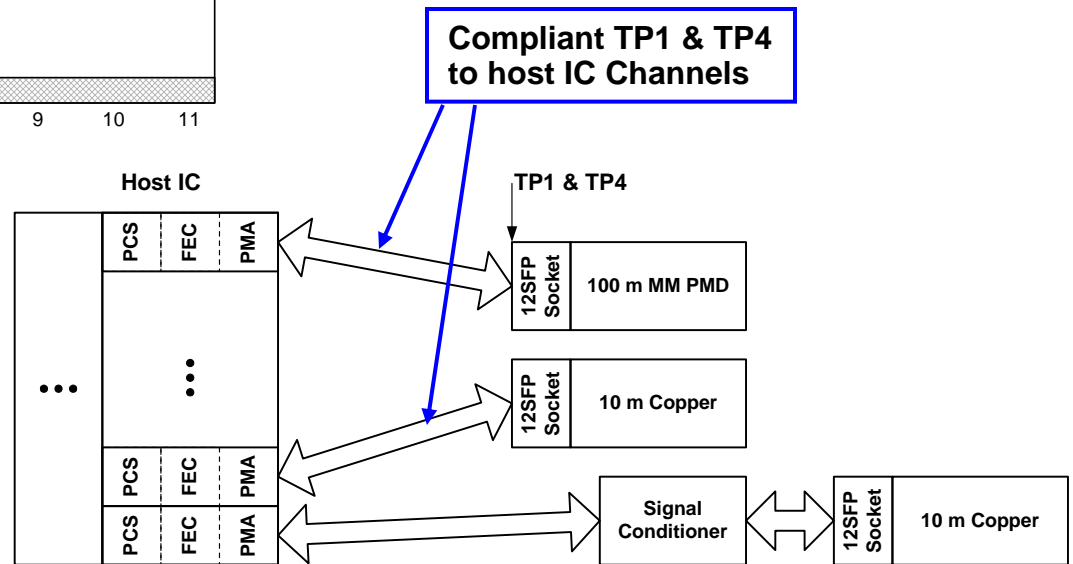 Compliant TP1 & TP4
to host IC Channels
9 10 11
Host IC
TP1 & TP4
PCS FEC PMA
12SFP
Socket
100 m MM PMD
12SFP
Socket
10 m Copper
PCS FEC PMA
PCS FEC PMA
Signal
Conditioner
12SFP
Socket
10 m Copper